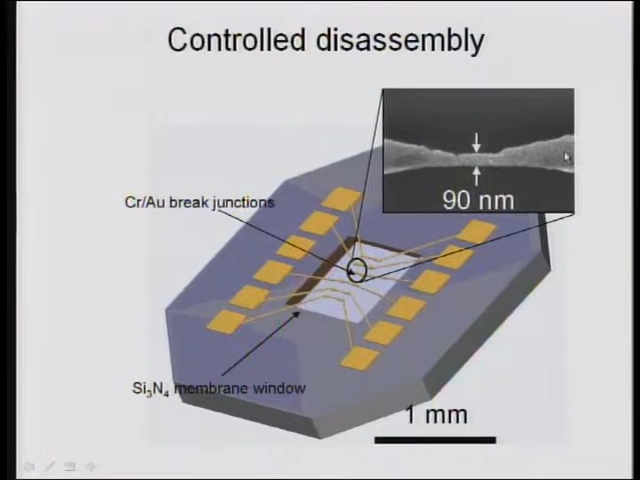 Controlled disassembly
90 nm
Cr/Au break junctions
Si₃N₄ membrane window
1 mm